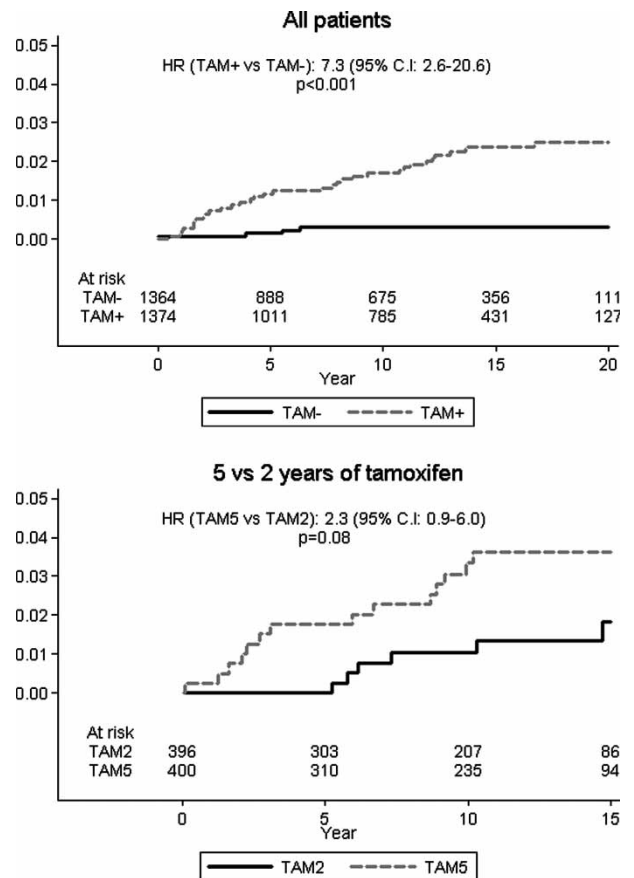 All patients
0.05
HR (TAM+ vs TAM-): 7.3 (95% C.I: 2.6-20.6)
p<0.001
0.04
0.03
0.02
0.01
0.00
At risk
TAM- 1364 888 675 356 111
TAM+ 1374 1011 785 431 127
0 5 10 15 20
Year
TAM- TAM+
5 vs 2 years of tamoxifen
0.05
HR (TAM5 vs TAM2): 2.3 (95% C.I: 0.9-6.0)
p=0.08
0.04
0.03
0.02
0.01
0.00
At risk
TAM2 396 303 207 86
TAM5 400 310 235 94
0 5 10 15
Year
TAM2 TAM5